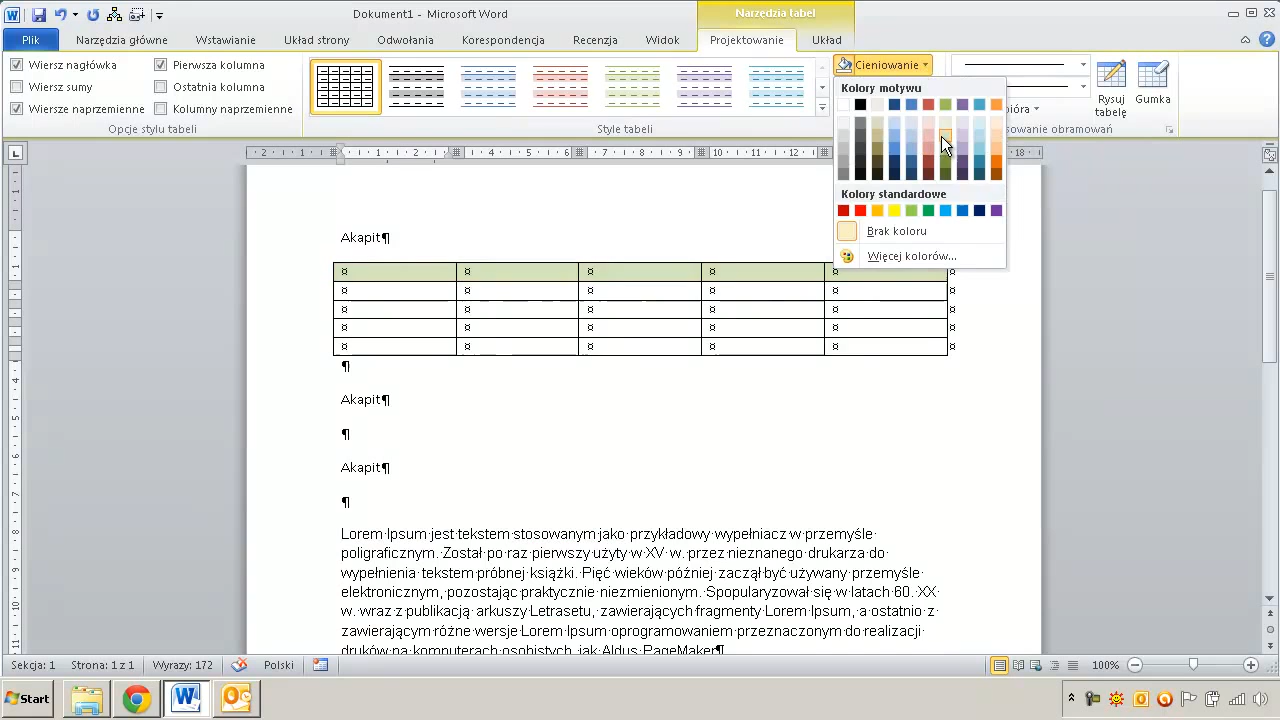 Dokument1 - Microsoft Word
Narzędzia tabel
Plik
Narzędzia główne
Wstawianie
Układ strony
Odwołania
Korespondencja
Recenzja
Widok
Projektowanie
Układ
Wiersz nagłówka
Pierwsza kolumna
Wiersz sumy
Ostatnia kolumna
Wiersze naprzemienne
Kolumny naprzemienne
Opcje stylu tabeli
Style tabeli
Cieniowanie
Kolory motywu
Kolory standardowe
Brak koloru
Więcej kolorów...
Rysuj tabelę
Gumka
Akapit¶
¤ ¤ ¤ ¤ ¤ ¤
¤ ¤ ¤ ¤ ¤ ¤
¤ ¤ ¤ ¤ ¤ ¤
¤ ¤ ¤ ¤ ¤ ¤
¤ ¤ ¤ ¤ ¤ ¤
¶
Akapit¶
¶
Akapit¶
¶
Lorem·Ipsum·jest·tekstem·stosowanym·jako·przykładowy·wypełniacz·w·przemyśle·
poligraficznym.·Został·po·raz·pierwszy·użyty·w·XV·w.·przez·nieznanego·drukarza·do·
wypełnienia·tekstem·próbnej·książki.·Pięć·wieków·później·zaczął·być·używany·przemyśle·
elektronicznym,·pozostając·praktycznie·niezmienionym.·Spopularyzował·się·w·latach·60.·XX·
w.·wraz·z·publikacją·arkuszy·Letrasetu,·zawierających·fragmenty·Lorem·Ipsum,·a·ostatnio·z·
zawierającym·różne·wersje·Lorem·Ipsum·oprogramowaniem·przeznaczonym·do·realizacji·
druków·na·komputerach·osobistych,·jak·Aldus·PageMaker¶
Sekcja: 1
Strona: 1 z 1
Wyrazy: 172
Polski
100%
Start